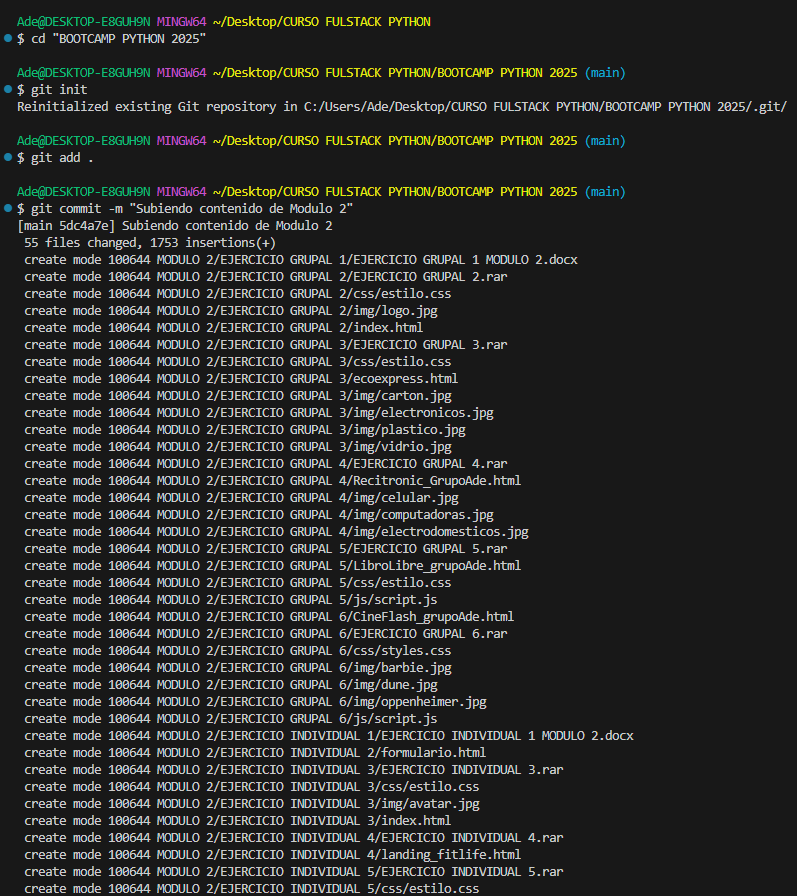 Ade@DESKTOP-E8GUH9N MINGW64 ~/Desktop/CURSO FULSTACK PYTHON
$ cd "BOOTCAMP PYTHON 2025"
Ade@DESKTOP-E8GUH9N MINGW64 ~/Desktop/CURSO FULSTACK PYTHON/BOOTCAMP PYTHON 2025 (main)
$ git init
Reinitialized existing Git repository in C:/Users/Ade/Desktop/CURSO FULSTACK PYTHON/BOOTCAMP PYTHON 2025/.git/
Ade@DESKTOP-E8GUH9N MINGW64 ~/Desktop/CURSO FULSTACK PYTHON/BOOTCAMP PYTHON 2025 (main)
$ git add .
Ade@DESKTOP-E8GUH9N MINGW64 ~/Desktop/CURSO FULSTACK PYTHON/BOOTCAMP PYTHON 2025 (main)
$ git commit -m "Subiendo contenido de Modulo 2"
[main 5dc4a7e] Subiendo contenido de Modulo 2
55 files changed, 1753 insertions(+)
create mode 100644 MODULO 2/EJERCICIO GRUPAL 1/EJERCICIO GRUPAL 1 MODULO 2.docx
create mode 100644 MODULO 2/EJERCICIO GRUPAL 2/EJERCICIO GRUPAL 2.rar
create mode 100644 MODULO 2/EJERCICIO GRUPAL 2/css/estilo.css
create mode 100644 MODULO 2/EJERCICIO GRUPAL 2/img/logo.jpg
create mode 100644 MODULO 2/EJERCICIO GRUPAL 2/index.html
create mode 100644 MODULO 2/EJERCICIO GRUPAL 3/EJERCICIO GRUPAL 3.rar
create mode 100644 MODULO 2/EJERCICIO GRUPAL 3/css/estilo.css
create mode 100644 MODULO 2/EJERCICIO GRUPAL 3/ecoexpress.html
create mode 100644 MODULO 2/EJERCICIO GRUPAL 3/img/carton.jpg
create mode 100644 MODULO 2/EJERCICIO GRUPAL 3/img/electronicos.jpg
create mode 100644 MODULO 2/EJERCICIO GRUPAL 3/img/plastico.jpg
create mode 100644 MODULO 2/EJERCICIO GRUPAL 3/img/vidrio.jpg
create mode 100644 MODULO 2/EJERCICIO GRUPAL 4/EJERCICIO GRUPAL 4.rar
create mode 100644 MODULO 2/EJERCICIO GRUPAL 4/Recitronic_GrupoAde.html
create mode 100644 MODULO 2/EJERCICIO GRUPAL 4/img/celular.jpg
create mode 100644 MODULO 2/EJERCICIO GRUPAL 4/img/computadoras.jpg
create mode 100644 MODULO 2/EJERCICIO GRUPAL 4/img/electrodomesticos.jpg
create mode 100644 MODULO 2/EJERCICIO GRUPAL 5/EJERCICIO GRUPAL 5.rar
create mode 100644 MODULO 2/EJERCICIO GRUPAL 5/LibroLibre_grupoAde.html
create mode 100644 MODULO 2/EJERCICIO GRUPAL 5/css/estilo.css
create mode 100644 MODULO 2/EJERCICIO GRUPAL 5/js/script.js
create mode 100644 MODULO 2/EJERCICIO GRUPAL 6/CineFlash_grupoAde.html
create mode 100644 MODULO 2/EJERCICIO GRUPAL 6/EJERCICIO GRUPAL 6.rar
create mode 100644 MODULO 2/EJERCICIO GRUPAL 6/css/styles.css
create mode 100644 MODULO 2/EJERCICIO GRUPAL 6/img/barbie.jpg
create mode 100644 MODULO 2/EJERCICIO GRUPAL 6/img/dune.jpg
create mode 100644 MODULO 2/EJERCICIO GRUPAL 6/img/oppenheimer.jpg
create mode 100644 MODULO 2/EJERCICIO GRUPAL 6/js/script.js
create mode 100644 MODULO 2/EJERCICIO INDIVIDUAL 1/EJERCICIO INDIVIDUAL 1 MODULO 2.docx
create mode 100644 MODULO 2/EJERCICIO INDIVIDUAL 2/formulario.html
create mode 100644 MODULO 2/EJERCICIO INDIVIDUAL 3/EJERCICIO INDIVIDUAL 3.rar
create mode 100644 MODULO 2/EJERCICIO INDIVIDUAL 3/css/estilo.css
create mode 100644 MODULO 2/EJERCICIO INDIVIDUAL 3/img/avatar.jpg
create mode 100644 MODULO 2/EJERCICIO INDIVIDUAL 3/index.html
create mode 100644 MODULO 2/EJERCICIO INDIVIDUAL 4/EJERCICIO INDIVIDUAL 4.rar
create mode 100644 MODULO 2/EJERCICIO INDIVIDUAL 4/landing_fitlife.html
create mode 100644 MODULO 2/EJERCICIO INDIVIDUAL 5/EJERCICIO INDIVIDUAL 5.rar
create mode 100644 MODULO 2/EJERCICIO INDIVIDUAL 5/css/estilo.css